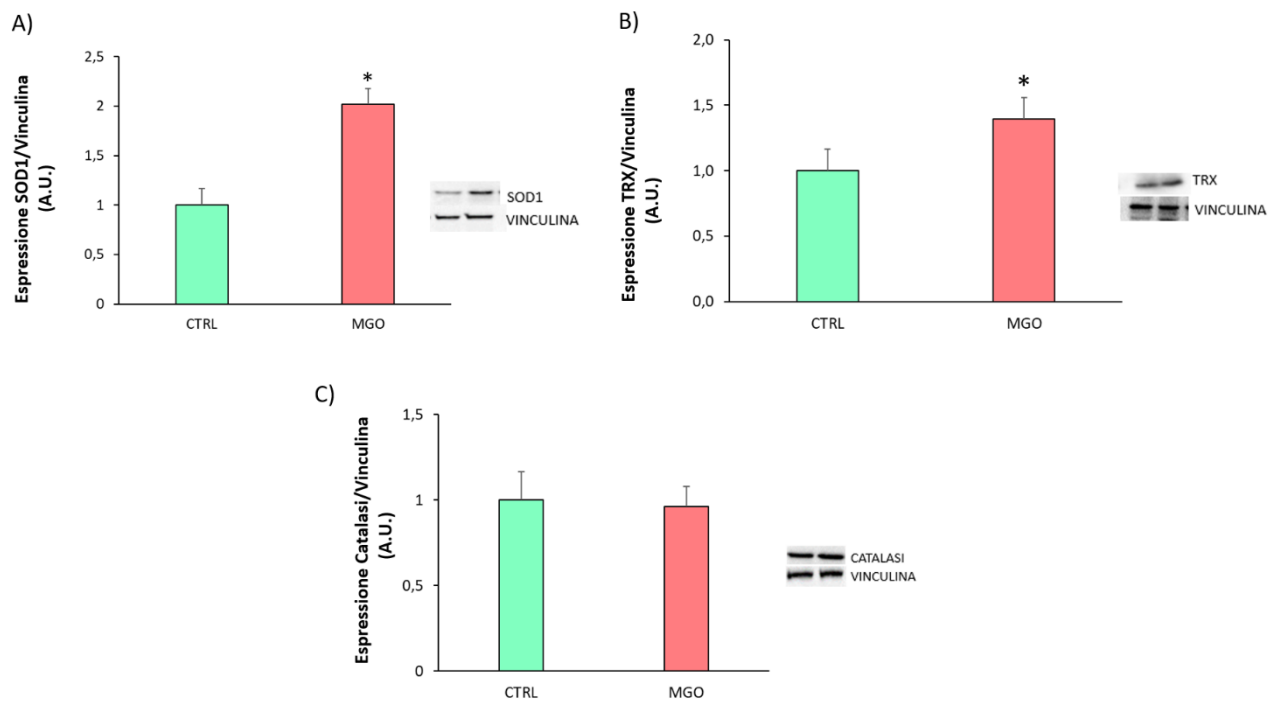 A)
Espressione SOD1/Vinculina
(A.U.)
2,5
2
1,5
1
0,5
0
*
CTRL
MGO
SOD1
VINCULINA
B)
Espressione TRX/Vinculina
(A.U.)
2,0
1,5
1,0
0,5
0,0
*
CTRL
MGO
TRX
VINCULINA
C)
Espressione Catalasi/Vinculina
(A.U.)
1,5
1
0,5
0
CTRL
MGO
CATALASI
VINCULINA